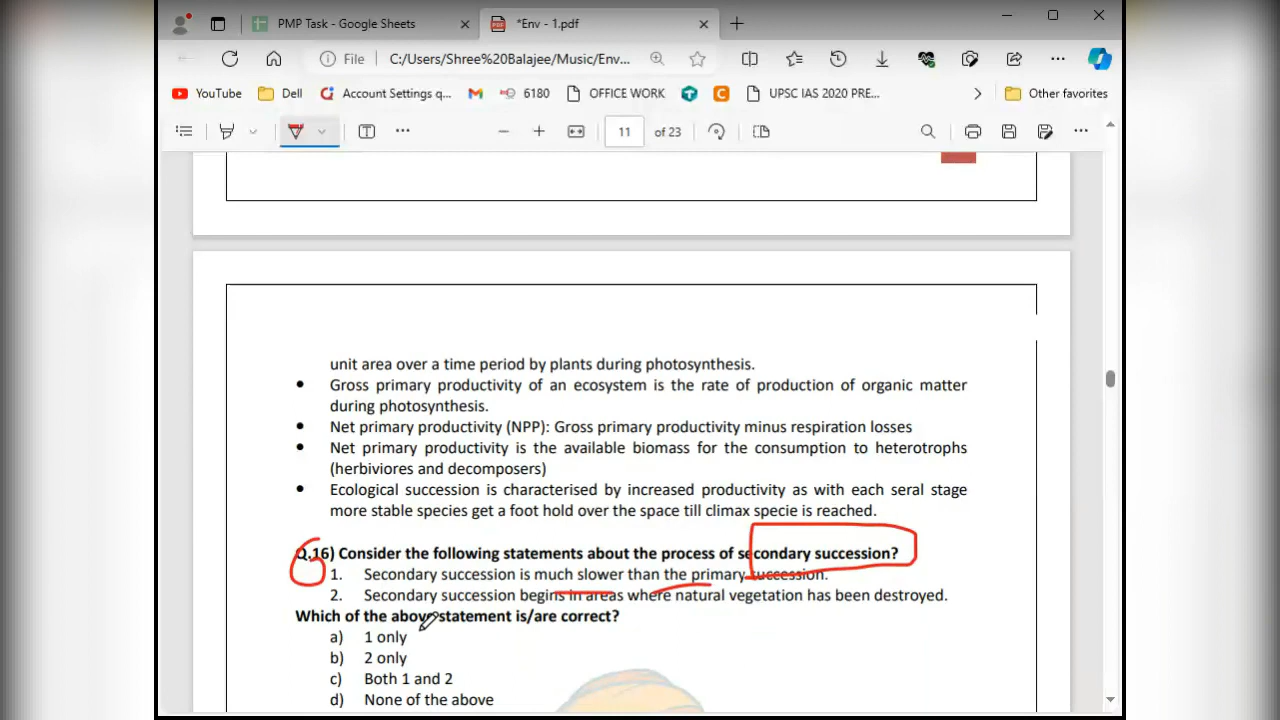 PMP Task - Google Sheets
*Env - 1.pdf
File C:/Users/Shree%20Balajee/Music/Env...
YouTube Dell Account Settings q... 6180 OFFICE WORK UPSC IAS 2020 PRE... Other favorites
11 of 23
unit area over a time period by plants during photosynthesis.
• Gross primary productivity of an ecosystem is the rate of production of organic matter
during photosynthesis.
• Net primary productivity (NPP): Gross primary productivity minus respiration losses
• Net primary productivity is the available biomass for the consumption to heterotrophs
(herbiviores and decomposers)
• Ecological succession is characterised by increased productivity as with each seral stage
more stable species get a foot hold over the space till climax specie is reached.
Q.16) Consider the following statements about the process of secondary succession?
1. Secondary succession is much slower than the primary succession.
2. Secondary succession begins in areas where natural vegetation has been destroyed.
Which of the above statement is/are correct?
a) 1 only
b) 2 only
c) Both 1 and 2
d) None of the above